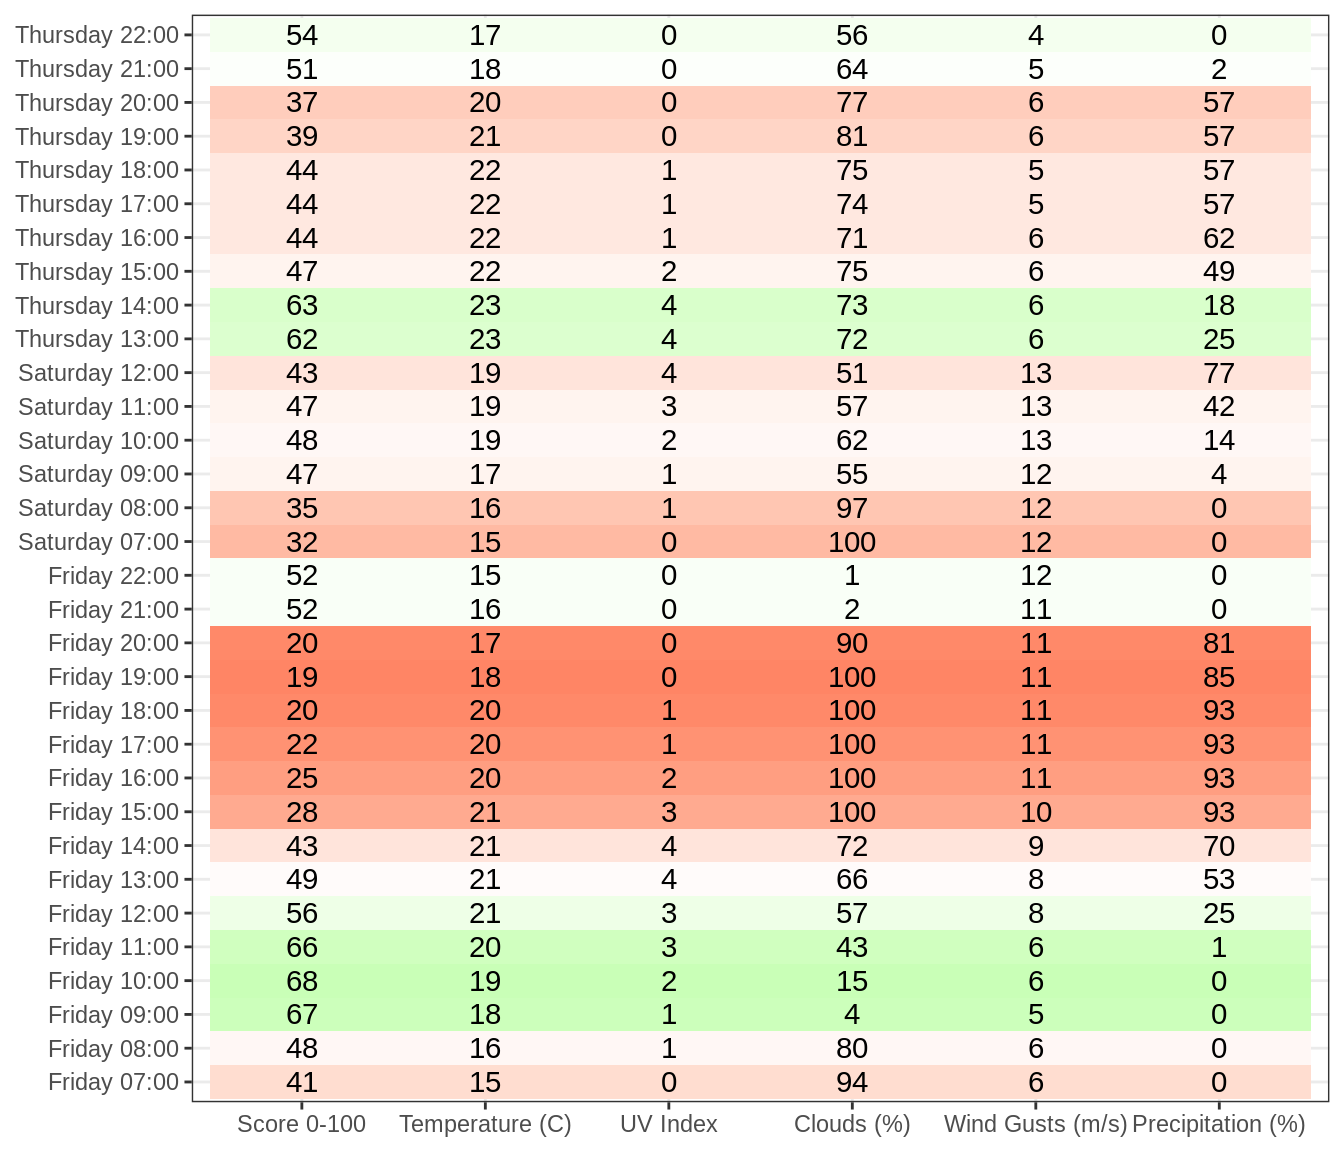 Thursday 22:00 54 17 0 56 4 0
Thursday 21:00 51 18 0 64 5 2
Thursday 20:00 37 20 0 77 6 57
Thursday 19:00 39 21 0 81 6 57
Thursday 18:00 44 22 1 75 5 57
Thursday 17:00 44 22 1 74 5 57
Thursday 16:00 44 22 1 71 6 62
Thursday 15:00 47 22 2 75 6 49
Thursday 14:00 63 23 4 73 6 18
Thursday 13:00 62 23 4 72 6 25
Saturday 12:00 43 19 4 51 13 77
Saturday 11:00 47 19 3 57 13 42
Saturday 10:00 48 19 2 62 13 14
Saturday 09:00 47 17 1 55 12 4
Saturday 08:00 35 16 1 97 12 0
Saturday 07:00 32 15 0 100 12 0
Friday 22:00 52 15 0 1 12 0
Friday 21:00 52 16 0 2 11 0
Friday 20:00 20 17 0 90 11 81
Friday 19:00 19 18 0 100 11 85
Friday 18:00 20 20 1 100 11 93
Friday 17:00 22 20 1 100 11 93
Friday 16:00 25 20 2 100 11 93
Friday 15:00 28 21 3 100 10 93
Friday 14:00 43 21 4 72 9 70
Friday 13:00 49 21 4 66 8 53
Friday 12:00 56 21 3 57 8 25
Friday 11:00 66 20 3 43 6 1
Friday 10:00 68 19 2 15 6 0
Friday 09:00 67 18 1 4 5 0
Friday 08:00 48 16 1 80 6 0
Friday 07:00 41 15 0 94 6 0
Score 0-100 Temperature (C) UV Index Clouds (%) Wind Gusts (m/s) Precipitation (%)